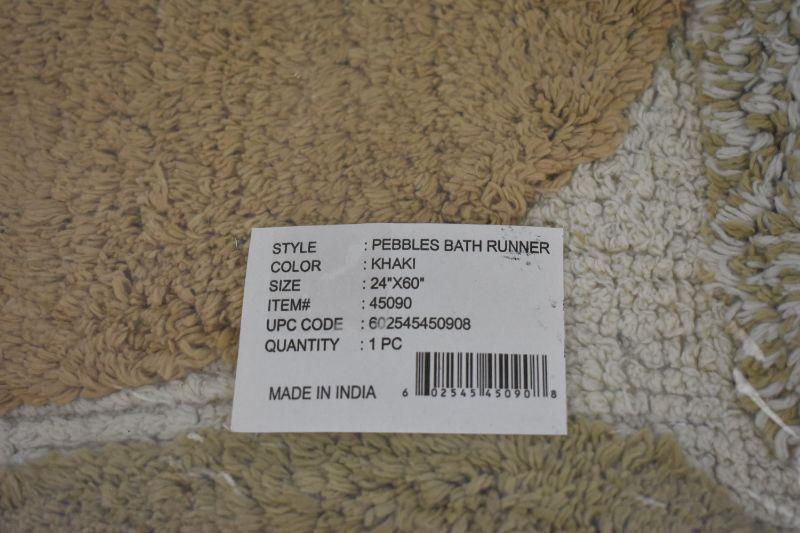 STYLE : PEBBLES BATH RUNNER
COLOR : KHAKI
SIZE : 24"X60"
ITEM# : 45090
UPC CODE : 602545450908
QUANTITY : 1 PC
MADE IN INDIA
6 02545 45090 8